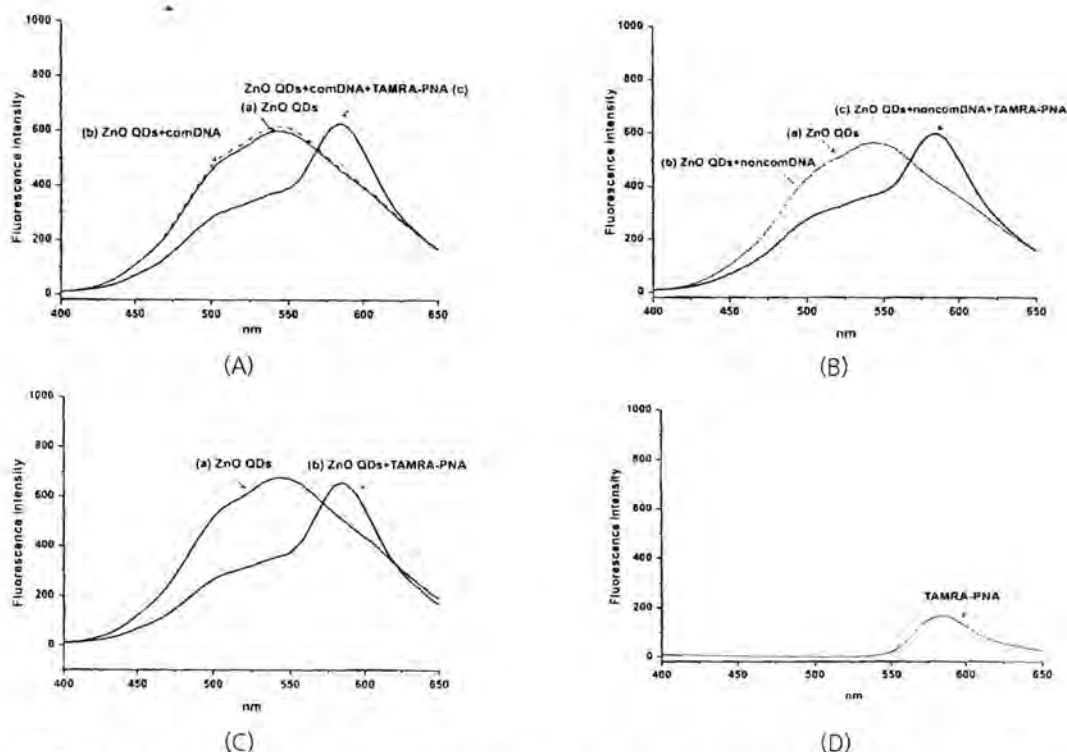 1000
800
600
400
200
0
Fluorescence Intensity
ZnO QDs+comDNA+TAMRA-PNA (c)
(a) ZnO QDs
(b) ZnO QDs+comDNA
400 450 500 550 600 650
nm
(A)
1000
800
600
400
200
0
Fluorescence Intensity
(c) ZnO QDs+noncomDNA+TAMRA-PNA
(a) ZnO QDs
(b) ZnO QDs+noncomDNA
400 450 500 550 600 650
nm
(B)
1000
800
600
400
200
0
Fluorescence Intensity
(a) ZnO QDs (b) ZnO QDs+TAMRA-PNA
400 450 500 550 600 650
nm
(C)
1000
800
600
400
200
0
Fluorescence Intensity
TAMRA-PNA
400 450 500 550 600 650
nm
(D)